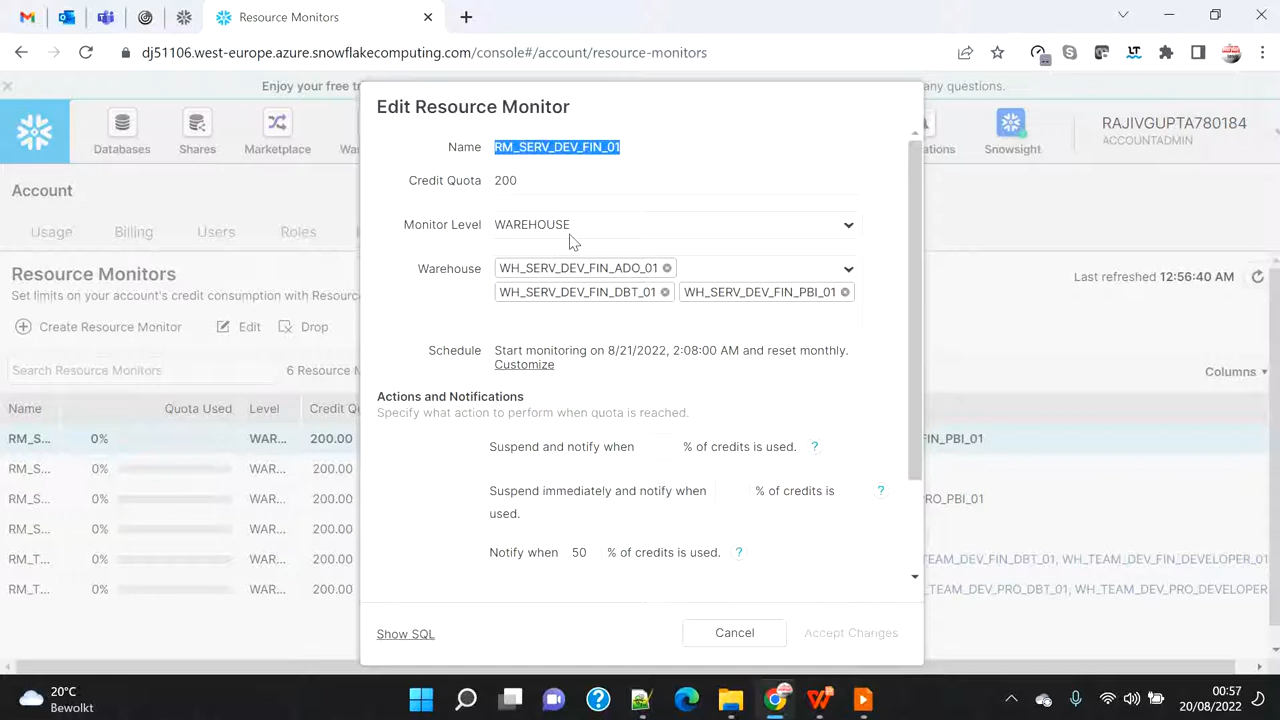 Resource Monitors
dj51106.west-europe.azure.snowflakecomputing.com/console#/account/resource-monitors
Enjoy your free tr
any questions.
Databases
Shares
Marketplace
Wa
ations
Snowsight
RAJIVGUPTA780184
ACCOUNTADMIN
Account
Usage
Billing
Users
Roles
Resource Monitors
Last refreshed 12:56:40 AM
Set limits on your account's credit consumption with Resour
Create Resource Monitor
Edit
Drop
Search Resource Monitors
6 Resource M
Columns
Name
Quota Used
Level
Credit Qu
RM_S... 0% WAR... 200.00 FIN_PBI_01
RM_S... 0% WAR... 200.00
RM_S... 0% WAR... 200.00 PRO_PBI_01
RM_S... 0% WAR... 200.00
RM_T... 0% WAR... 200.00 _TEAM_DEV_FIN_DBT_01, WH_TEAM_DEV_FIN_DEVELOPER_01
RM_T... 0% WAR... 200.00 _TEAM_DEV_PRO_DBT_01, WH_TEAM_DEV_PRO_DEVELOPER
Edit Resource Monitor
Name RM_SERV_DEV_FIN_01
Credit Quota 200
Monitor Level WAREHOUSE
Warehouse WH_SERV_DEV_FIN_ADO_01
WH_SERV_DEV_FIN_DBT_01 WH_SERV_DEV_FIN_PBI_01
Schedule Start monitoring on 8/21/2022, 2:08:00 AM and reset monthly.
Customize
Actions and Notifications
Specify what action to perform when quota is reached.
Suspend and notify when % of credits is used. ?
Suspend immediately and notify when % of credits is ?
used.
Notify when 50 % of credits is used. ?
Show SQL
Cancel
Accept Changes
20°C
Bewolkt
00:57
20/08/2022